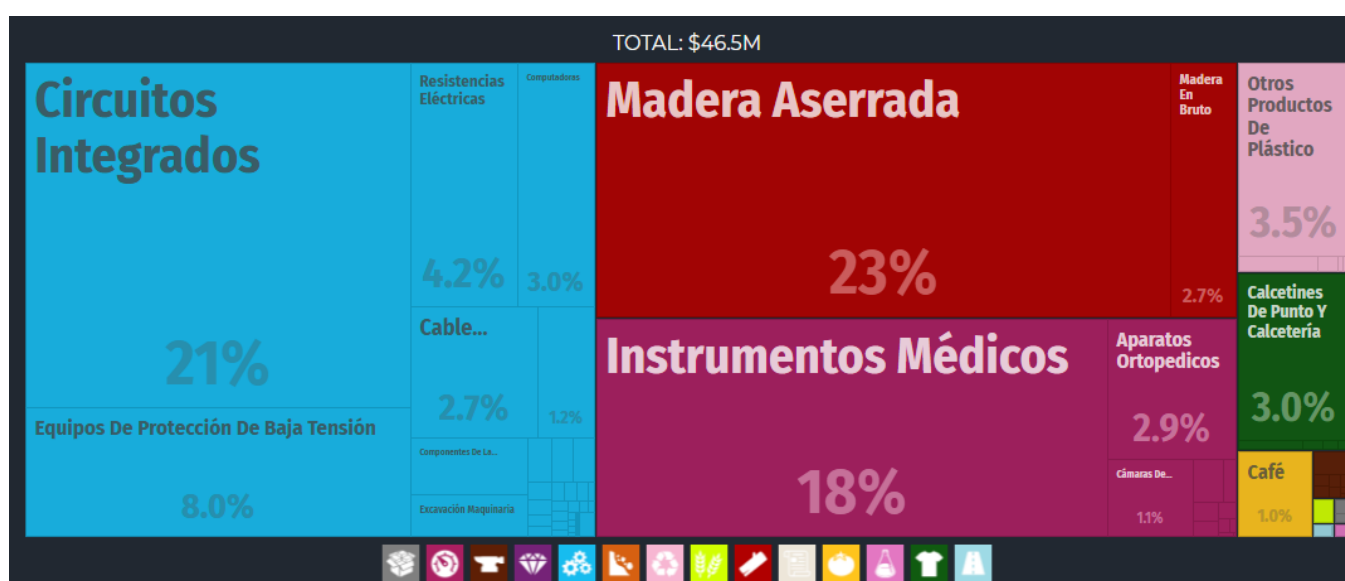 TOTAL: $46.5M
Circuitos
Integrados
21%
Equipos De Protección De Baja Tensión
8.0%
Resistencias
Eléctricas
4.2%
Computadoras
3.0%
Cable...
2.7%
1.2%
Componentes De La...
Excavación Maquinaria
Madera Aserrada
23%
Madera
En
Bruto
2.7%
Instrumentos Médicos
18%
Aparatos
Ortopedicos
2.9%
Cámaras De...
1.1%
Otros
Productos
De
Plástico
3.5%
Calcetines
De Punto Y
Calcetería
3.0%
Café
1.0%